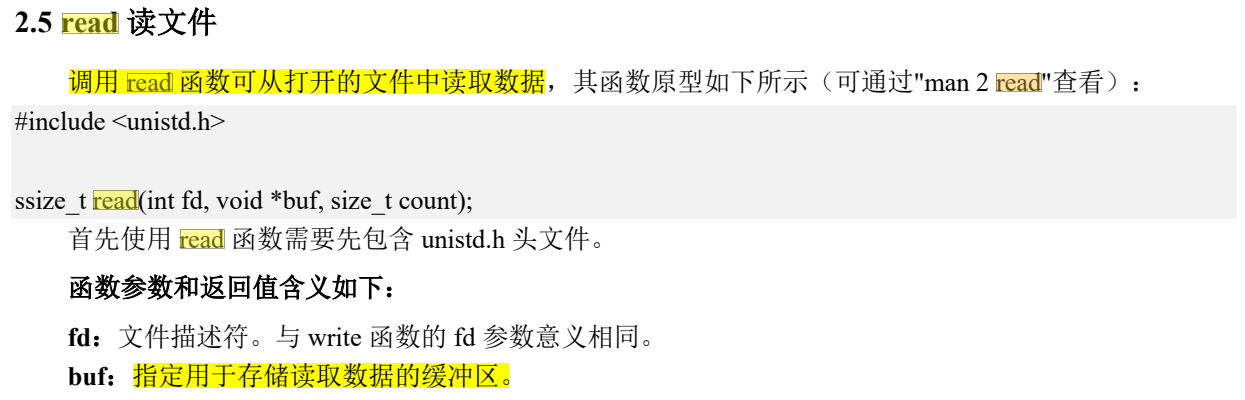 2.5 read 读文件
调用 read 函数可从打开的文件中读取数据，其函数原型如下所示（可通过"man 2 read"查看）：
#include <unistd.h>
ssize_t read(int fd, void *buf, size_t count);
首先使用 read 函数需要先包含 unistd.h 头文件。
函数参数和返回值含义如下：
fd：文件描述符。与 write 函数的 fd 参数意义相同。
buf：指定用于存储读取数据的缓冲区。